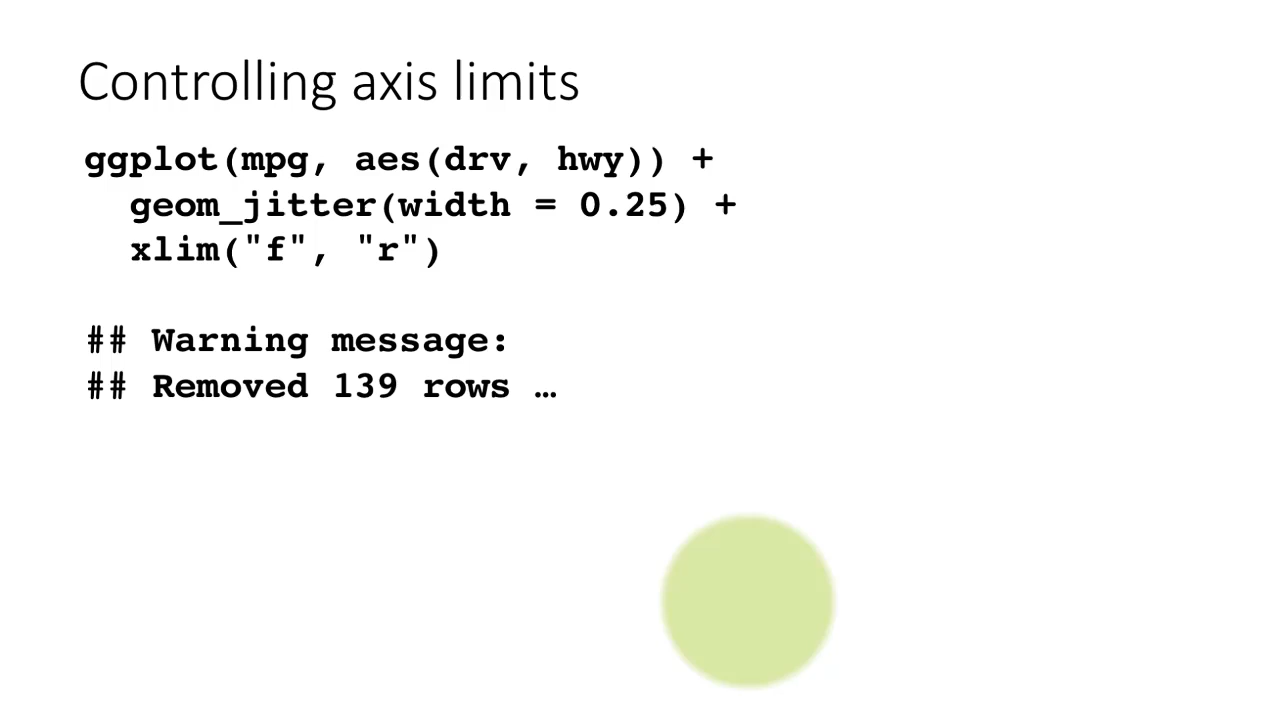 Controlling axis limits
ggplot(mpg, aes(drv, hwy)) +
  geom_jitter(width = 0.25) +
  xlim("f", "r")
## Warning message:
## Removed 139 rows …